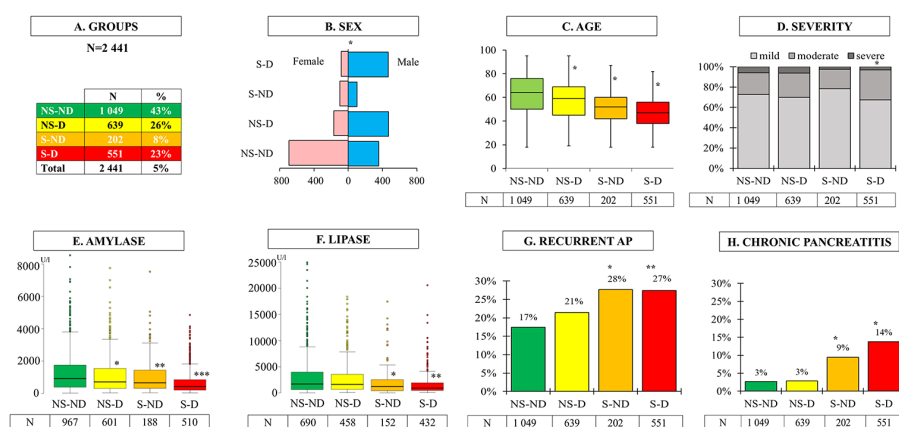 A. GROUPS
N=2 441
N %
NS-ND 1 049 43%
NS-D 639 26%
S-ND 202 8%
S-D 551 23%
Total 2 441 5%
B. SEX
*
Female Male
S-D
S-ND
NS-D
NS-ND
800 400 0 400 800
C. AGE
100
80
60
40
20
0
* * *
NS-ND NS-D S-ND S-D
N 1 049 639 202 551
D. SEVERITY
mild moderate severe
*
100%
80%
60%
40%
20%
0%
NS-ND NS-D S-ND S-D
N 1 049 639 202 551
E. AMYLASE
U/l
8000
6000
4000
2000
0
* ** ***
NS-ND NS-D S-ND S-D
N 967 601 188 510
F. LIPASE
U/l
25000
20000
15000
10000
5000
0
* **
NS-ND NS-D S-ND S-D
N 690 458 152 432
G. RECURRENT AP
30%
25%
20%
15%
10%
5%
0%
* **
17% 21% 28% 27%
NS-ND NS-D S-ND S-D
N 1 049 639 202 551
H. CHRONIC PANCREATITIS
30%
25%
20%
15%
10%
5%
0%
* *
3% 3% 9% 14%
NS-ND NS-D S-ND S-D
N 1 049 639 202 551